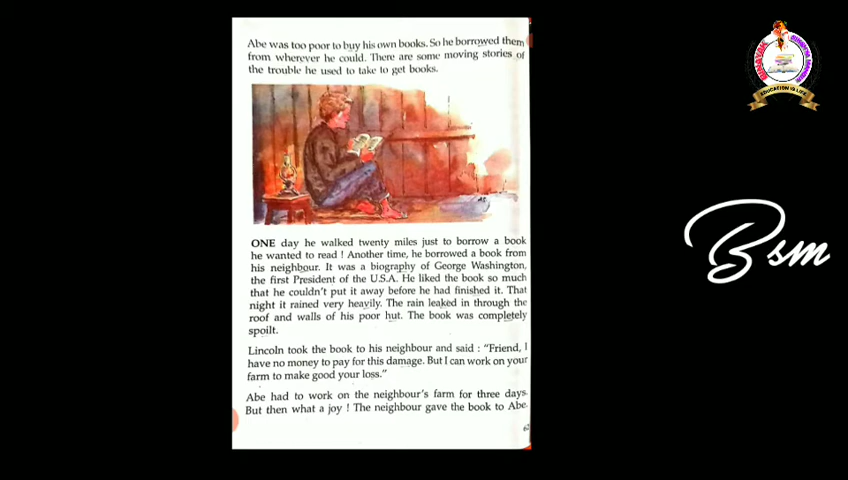 Abe was too poor to buy his own books. So he borrowed them
from wherever he could. There are some moving stories of
the trouble he used to take to get books.
ONE day he walked twenty miles just to borrow a book
he wanted to read ! Another time, he borrowed a book from
his neighbour. It was a biography of George Washington,
the first President of the U.S.A. He liked the book so much
that he couldn't put it away before he had finished it. That
night it rained very heavily. The rain leaked in through the
roof and walls of his poor hut. The book was completely
spoilt.
Lincoln took the book to his neighbour and said : “Friend, I
have no money to pay for this damage. But I can work on your
farm to make good your loss.”
Abe had to work on the neighbour's farm for three days.
But then what a joy ! The neighbour gave the book to Abe.
EDUCATION IS LIFE
Bsm